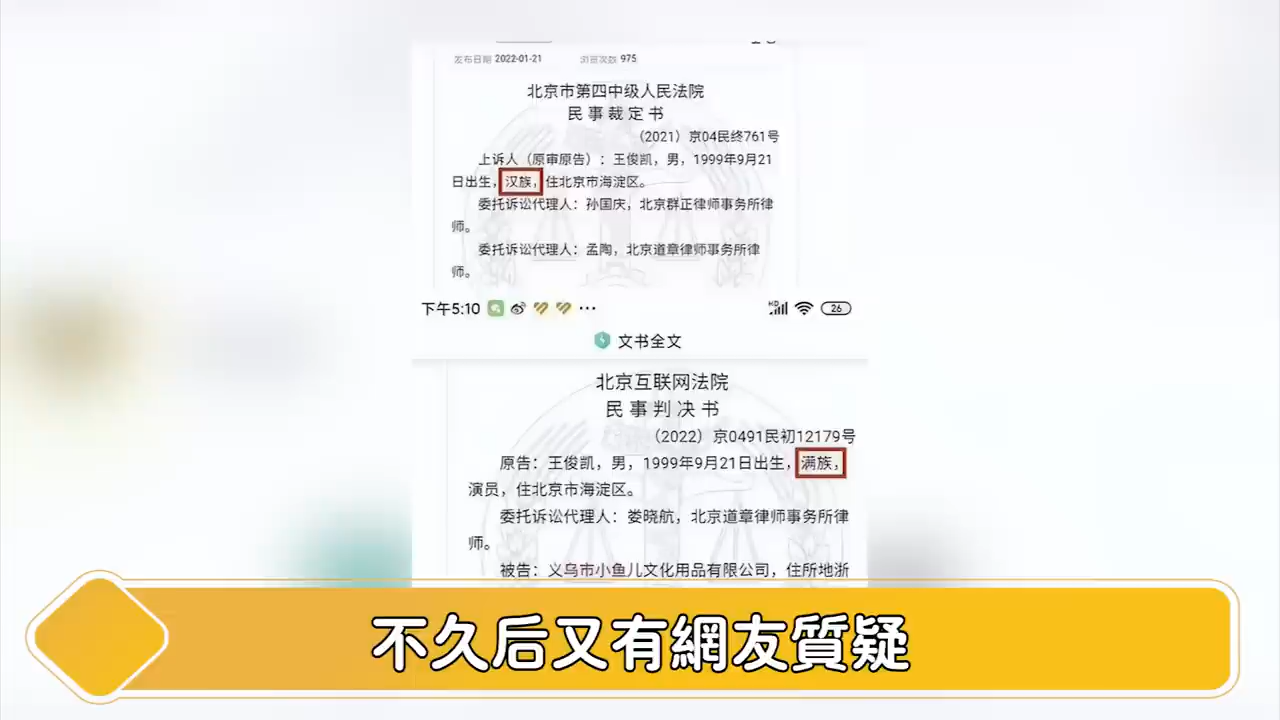 发布日期 2022-01-21 浏览次数 975
北京市第四中级人民法院
民事裁定书
（2021）京04民终761号
上诉人（原审原告）：王俊凯，男，1999年9月21
日出生，汉族，住北京市海淀区。
委托诉讼代理人：孙国庆，北京群正律师事务所律
师。
委托诉讼代理人：孟陶，北京道章律师事务所律
师。
下午5:10 ··· HD 26
文书全文
北京互联网法院
民事判决书
（2022）京0491民初12179号
原告：王俊凯，男，1999年9月21日出生，满族，
演员，住北京市海淀区。
委托诉讼代理人：娄晓航，北京道章律师事务所律
师。
被告：义乌市小鱼儿文化用品有限公司，住所地浙
不久后又有網友質疑